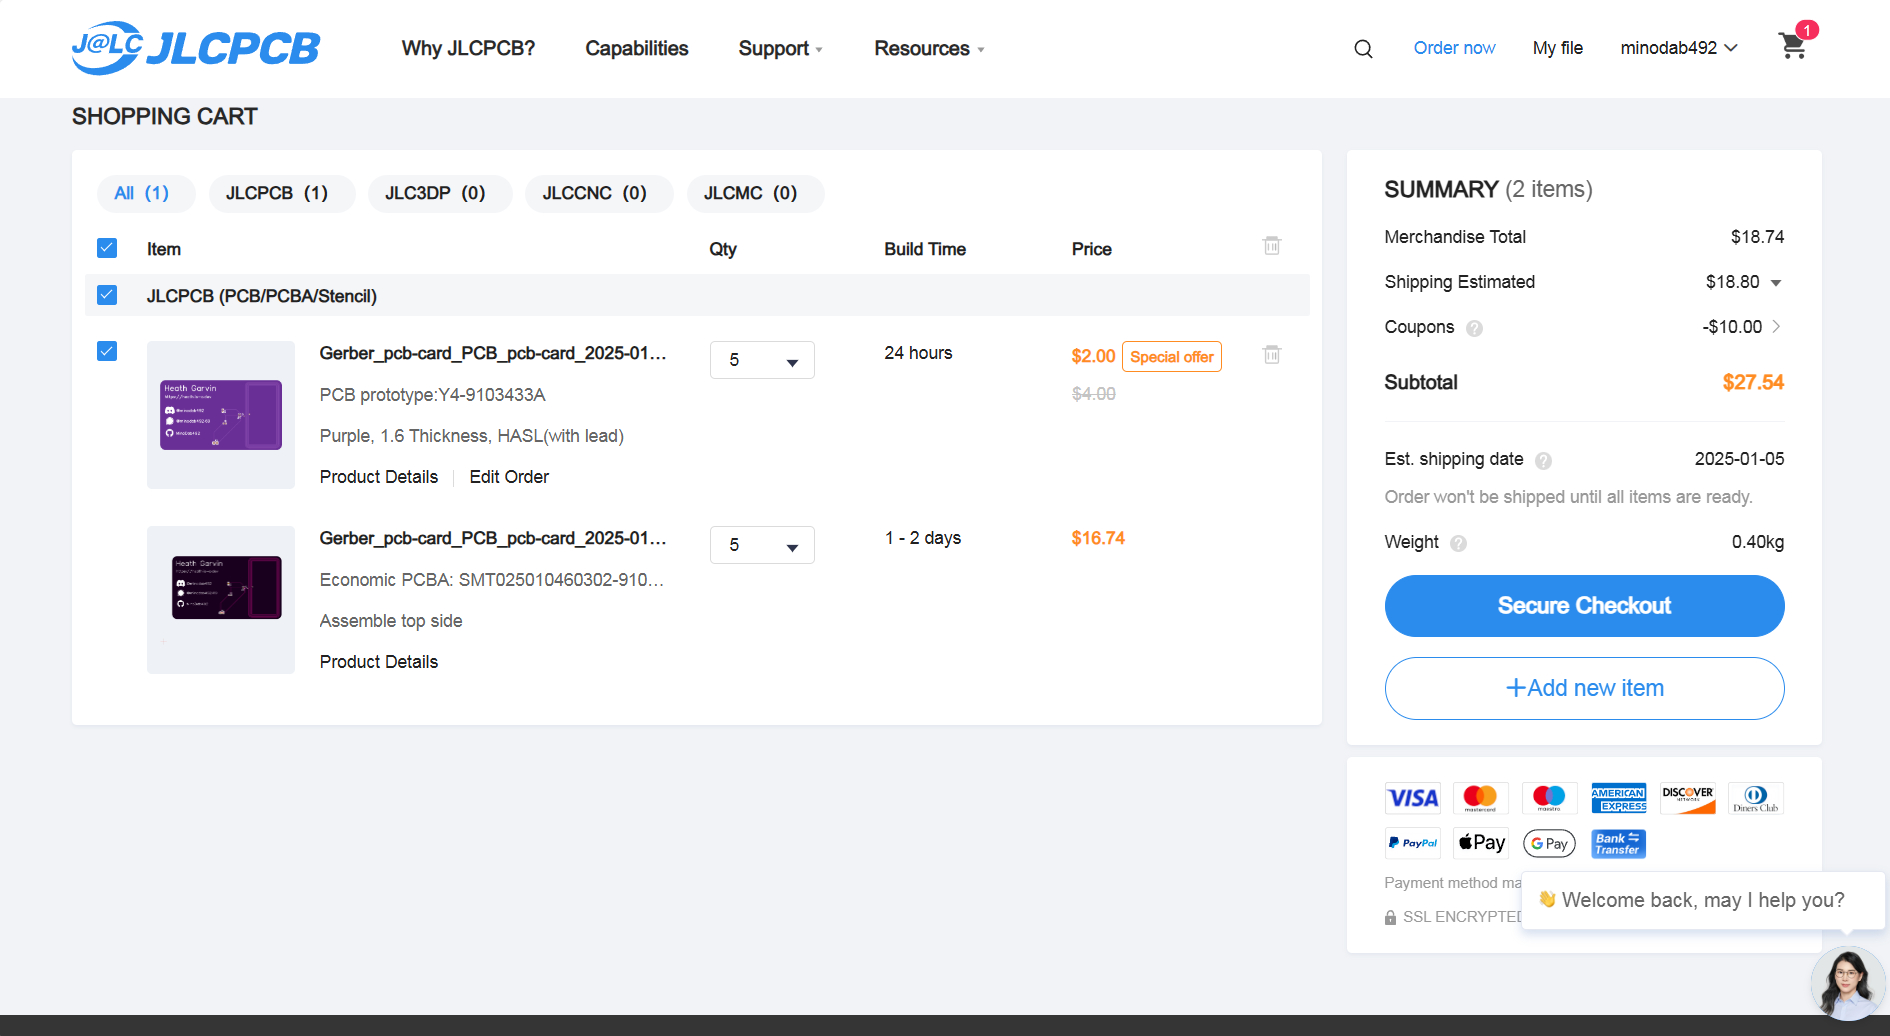 J@LC JLCPCB
Why JLCPCB?
Capabilities
Support
Resources
Order now
My file
minodab492
1
SHOPPING CART
All (1)
JLCPCB (1)
JLC3DP (0)
JLCCNC (0)
JLCMC (0)
Item
Qty
Build Time
Price
JLCPCB (PCB/PCBA/Stencil)
Heath Garvin
Gerber_pcb-card_PCB_pcb-card_2025-01...
PCB prototype:Y4-9103433A
Purple, 1.6 Thickness, HASL(with lead)
Product Details
Edit Order
5
24 hours
$2.00
Special offer
$4.00
Heath Garvin
Gerber_pcb-card_PCB_pcb-card_2025-01...
Economic PCBA: SMT025010460302-910...
Assemble top side
Product Details
5
1 - 2 days
$16.74
SUMMARY (2 items)
Merchandise Total $18.74
Shipping Estimated $18.80
Coupons ? -$10.00
Subtotal $27.54
Est. shipping date ? 2025-01-05
Order won't be shipped until all items are ready.
Weight ? 0.40kg
Secure Checkout
+Add new item
VISA
mastercard
maestro
AMERICAN EXPRESS
DISCOVER NETWORK
Diners Club
PayPal
Pay
G Pay
Bank Transfer
Payment method ma
SSL ENCRYPTED
👋 Welcome back, may I help you?